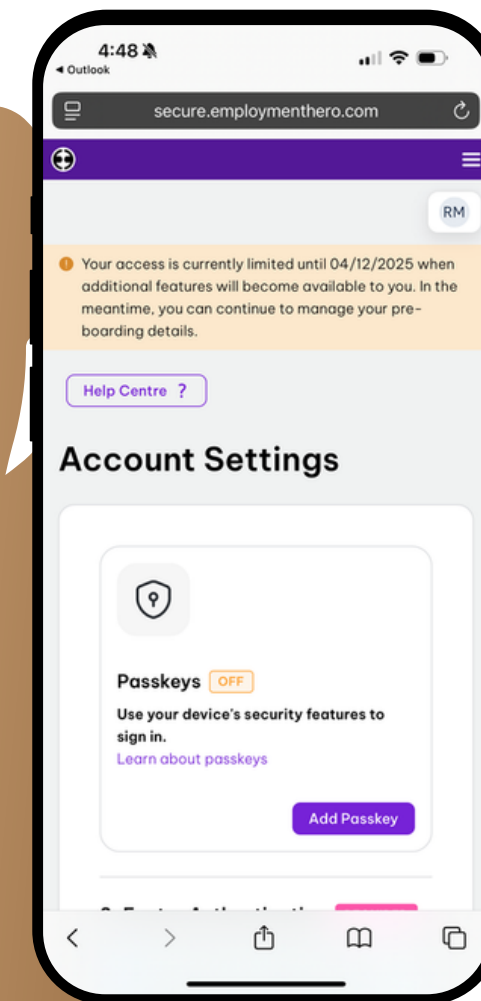 4:48
◄ Outlook
secure.employmenthero.com
RM
Your access is currently limited until 04/12/2025 when
additional features will become available to you. In the
meantime, you can continue to manage your pre-
boarding details.
Help Centre ?
Account Settings
Passkeys OFF
Use your device's security features to
sign in.
Learn about passkeys
Add Passkey